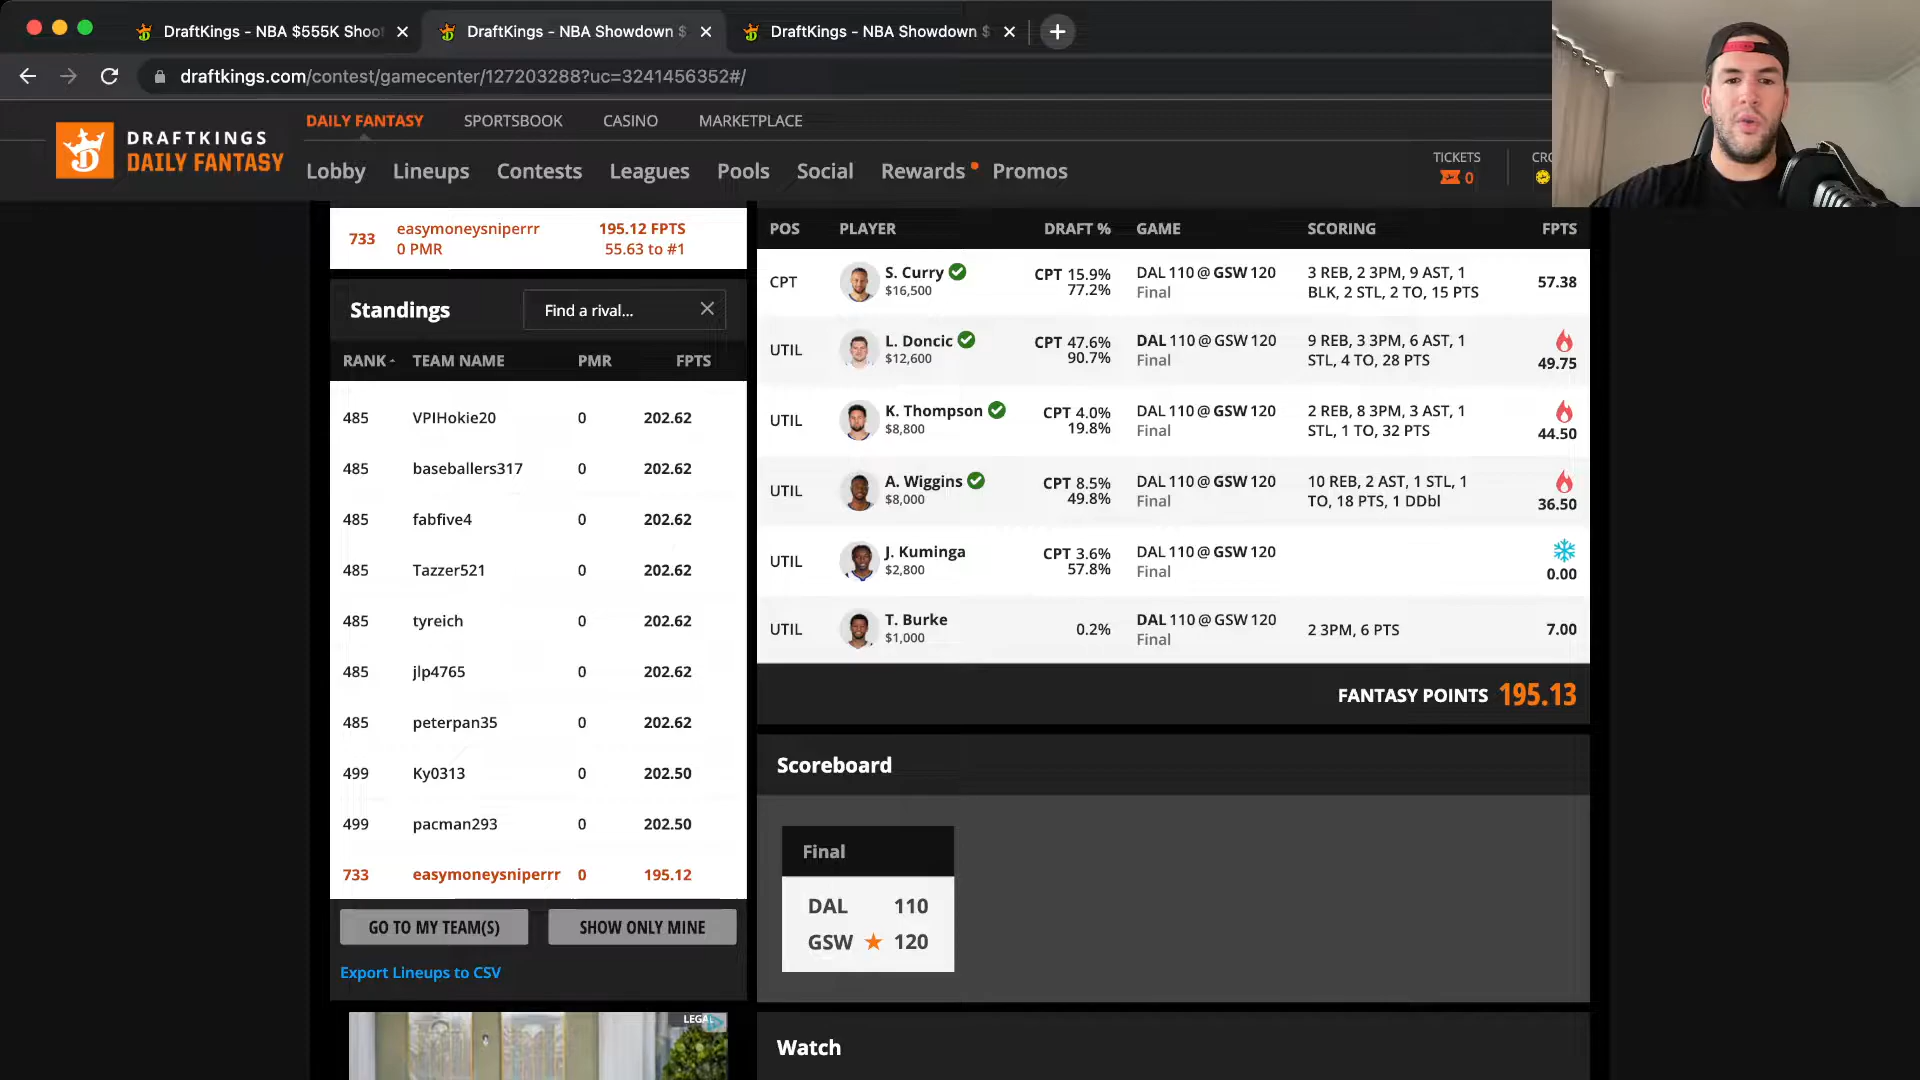 DraftKings - NBA $555K Shoo
DraftKings - NBA Showdown $
DraftKings - NBA Showdown $
draftkings.com/contest/gamecenter/127203288?uc=3241456352#/
DRAFTKINGS
DAILY FANTASY
DAILY FANTASY SPORTSBOOK CASINO MARKETPLACE
Lobby Lineups Contests Leagues Pools Social Rewards Promos
TICKETS
0
CRO
733
easymoneysniperrr
0 PMR
195.12 FPTS
55.63 to #1
Standings
Find a rival...
RANK TEAM NAME PMR FPTS
485 VPIHokie20 0 202.62
485 baseballers317 0 202.62
485 fabfive4 0 202.62
485 Tazzer521 0 202.62
485 tyreich 0 202.62
485 jlp4765 0 202.62
485 peterpan35 0 202.62
499 Ky0313 0 202.50
499 pacman293 0 202.50
733 easymoneysniperrr 0 195.12
GO TO MY TEAM(S) SHOW ONLY MINE
Export Lineups to CSV
LEGAL
POS PLAYER DRAFT % GAME SCORING FPTS
CPT
S. Curry
$16,500
CPT 15.9%
77.2%
DAL 110 @ GSW 120
Final
3 REB, 2 3PM, 9 AST, 1
BLK, 2 STL, 2 TO, 15 PTS
57.38
UTIL
L. Doncic
$12,600
CPT 47.6%
90.7%
DAL 110 @ GSW 120
Final
9 REB, 3 3PM, 6 AST, 1
STL, 4 TO, 28 PTS
49.75
UTIL
K. Thompson
$8,800
CPT 4.0%
19.8%
DAL 110 @ GSW 120
Final
2 REB, 8 3PM, 3 AST, 1
STL, 1 TO, 32 PTS
44.50
UTIL
A. Wiggins
$8,000
CPT 8.5%
49.8%
DAL 110 @ GSW 120
Final
10 REB, 2 AST, 1 STL, 1
TO, 18 PTS, 1 DDbl
36.50
UTIL
J. Kuminga
$2,800
CPT 3.6%
57.8%
DAL 110 @ GSW 120
Final
0.00
UTIL
T. Burke
$1,000
0.2%
DAL 110 @ GSW 120
Final
2 3PM, 6 PTS
7.00
FANTASY POINTS 195.13
Scoreboard
Final
DAL 110
GSW 120
Watch